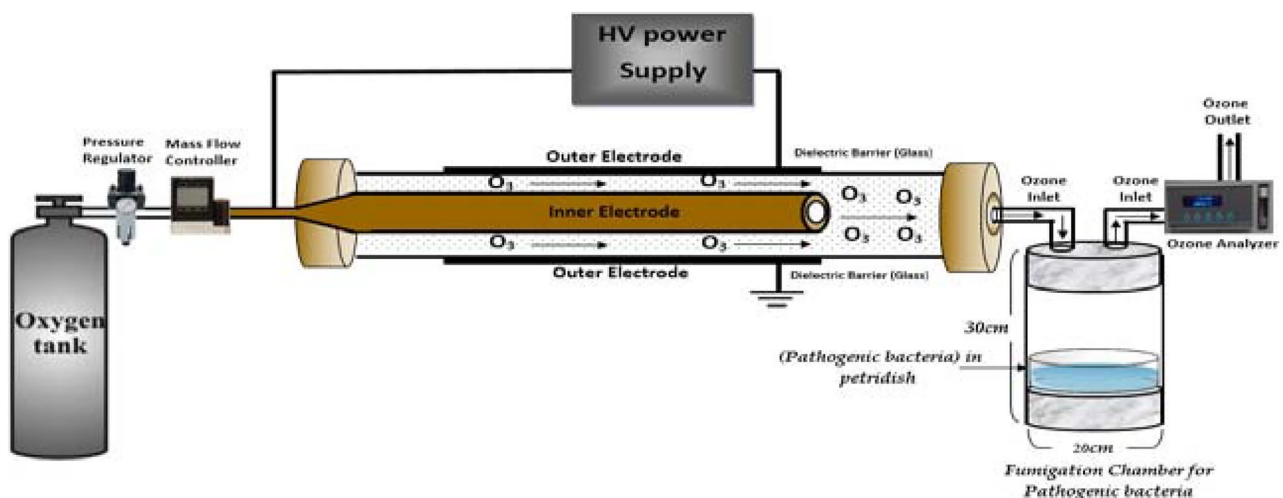 HV power
Supply
Pressure
Regulator
Mass Flow
Controller
Ozone
Outlet
Outer Electrode
Dielectric Barrier (Glass)
O3
O3
Ozone
Inlet
Ozone
Inlet
O3
O3
Inner Electrode
O3
O3
O3
O3
Ozone Analyzer
Outer Electrode
Dielectric Barrier (Glass)
Oxygen
tank
30cm
(Pathogenic bacteria) in
petridish
20cm
Fumigation Chamber for
Pathogenic bacteria